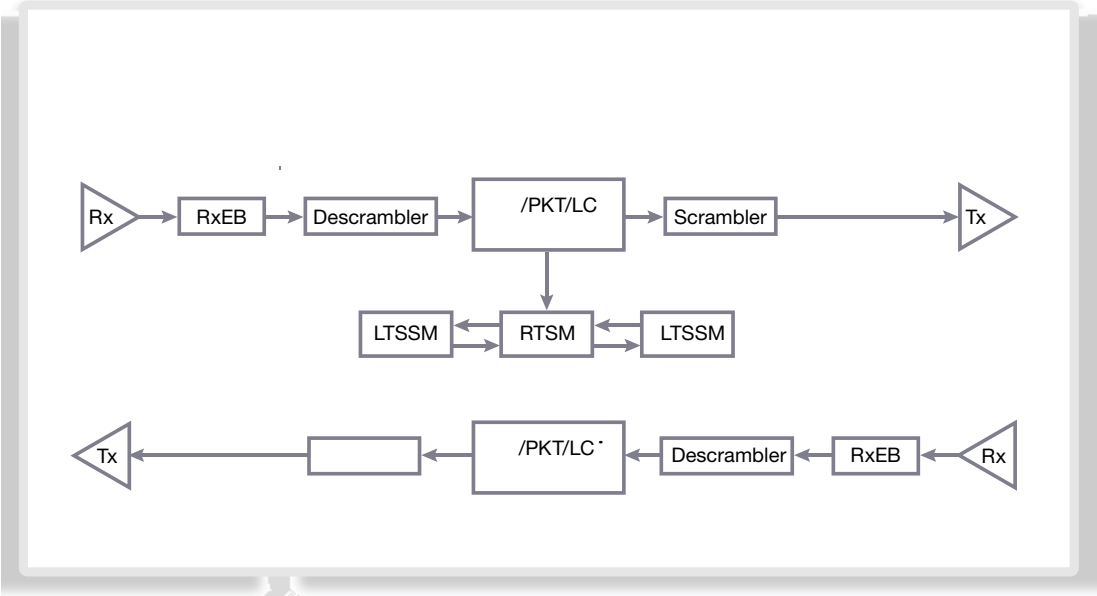 Rx
RxEB
Descrambler
/PKT/LC
Scrambler
Tx
LTSSM
RTSM
LTSSM
Tx
/PKT/LC
Descrambler
RxEB
Rx